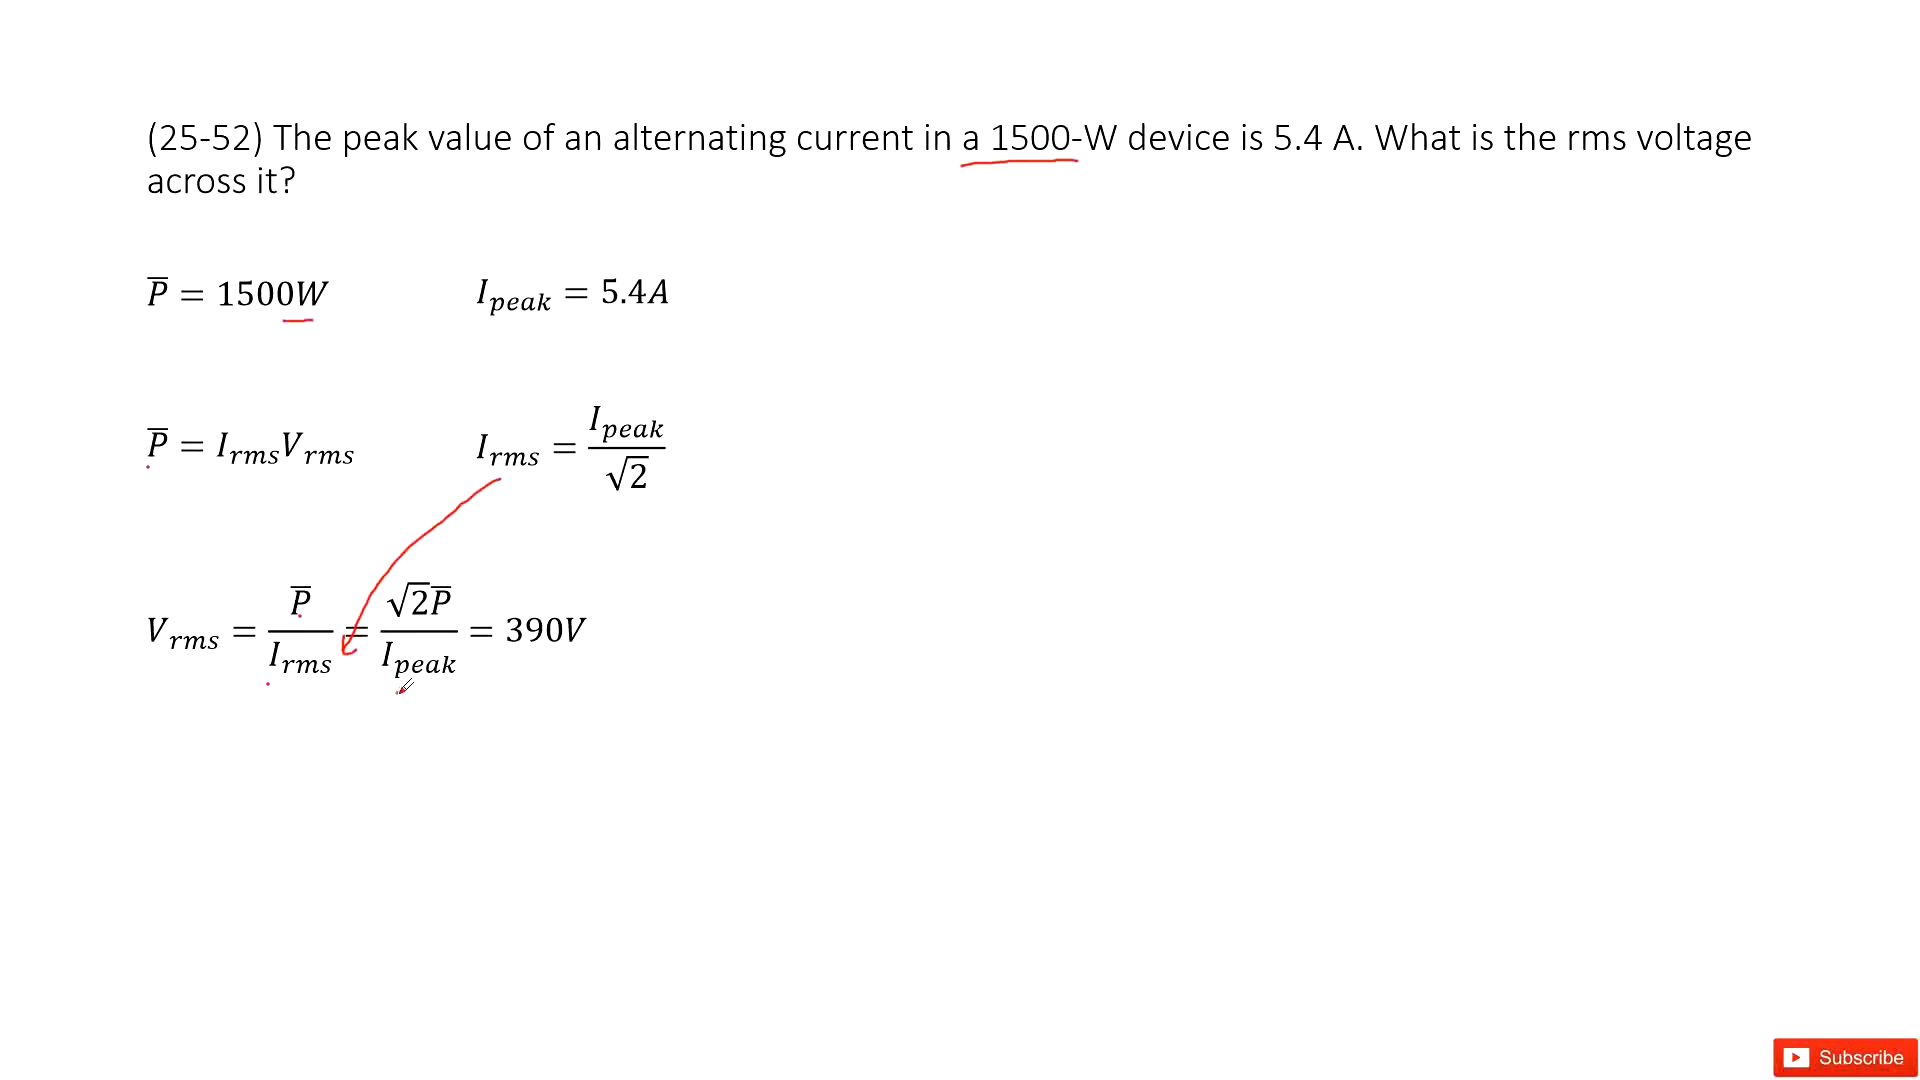 (25-52) The peak value of an alternating current in a 1500-W device is 5.4 A. What is the rms voltage
across it?
P̅ = 1500W I_peak = 5.4A
P̅ = I_rms V_rms I_rms = I_peak / √2
V_rms = P̅ / I_rms = √2P̅ / I_peak = 390V
Subscribe